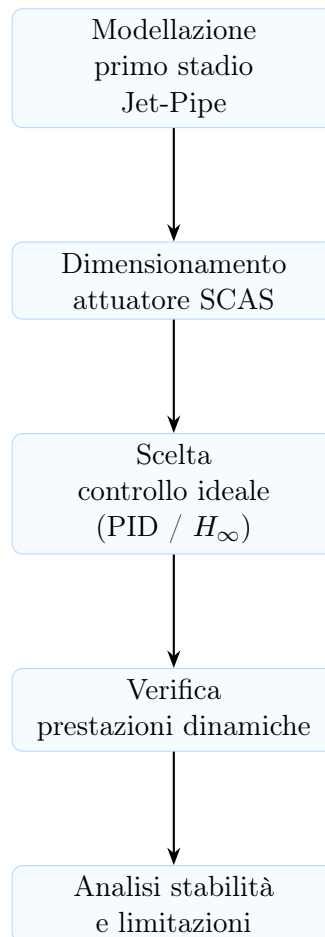 Modellazione
primo stadio
Jet-Pipe
Dimensionamento
attuatore SCAS
Scelta
controllo ideale
(PID / H∞)
Verifica
prestazioni dinamiche
Analisi stabilità
e limitazioni